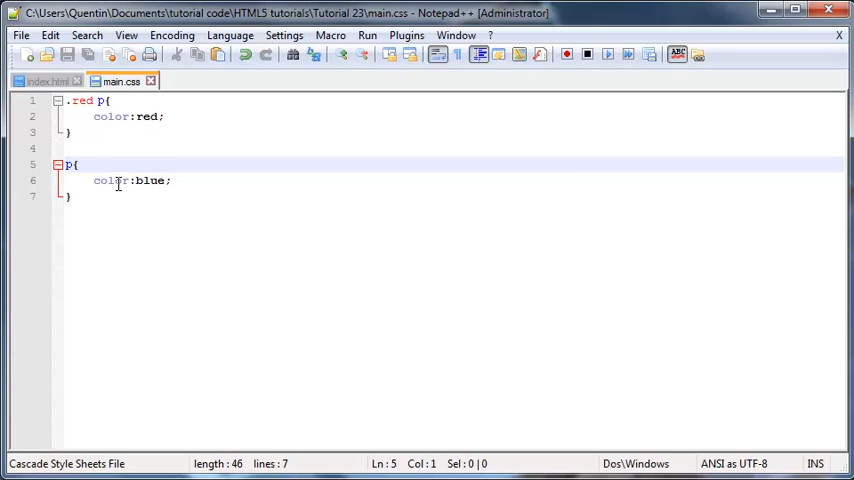 C:\Users\Quentin\Documents\tutorial code\HTML5 tutorials\Tutorial 23\main.css - Notepad++ [Administrator]
File Edit Search View Encoding Language Settings Macro Run Plugins Window ? X
ABC
index.html main.css
1 .red p{
2 color:red;
3 }
4
5 p{
6 color:blue;
7 }
Cascade Style Sheets File length : 46 lines : 7 Ln : 5 Col : 1 Sel : 0 | 0 Dos\Windows ANSI as UTF-8 INS